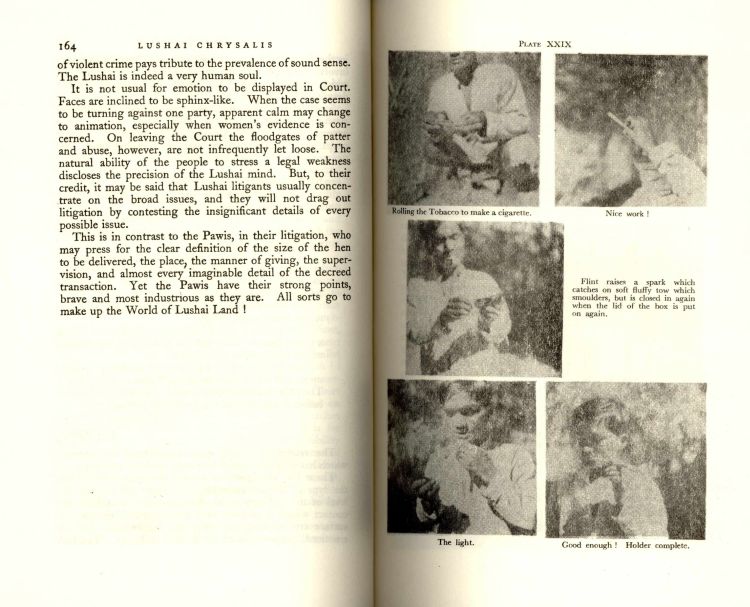 164 LUSHAI CHRYSALIS
of violent crime pays tribute to the prevalence of sound sense.
The Lushai is indeed a very human soul.
It is not usual for emotion to be displayed in Court.
Faces are inclined to be sphinx-like. When the case seems
to be turning against one party, apparent calm may change
to animation, especially when women's evidence is con-
cerned. On leaving the Court the floodgates of patter
and abuse, however, are not infrequently let loose. The
natural ability of the people to stress a legal weakness
discloses the precision of the Lushai mind. But, to their
credit, it may be said that Lushai litigants usually concen-
trate on the broad issues, and they will not drag out
litigation by contesting the insignificant details of every
possible issue.
This is in contrast to the Pawis, in their litigation, who
may press for the clear definition of the size of the hen
to be delivered, the place, the manner of giving, the super-
vision, and almost every imaginable detail of the decreed
transaction. Yet the Pawis have their strong points,
brave and most industrious as they are. All sorts go to
make up the World of Lushai Land !
PLATE XXIX
Rolling the Tobacco to make a cigarette.
Nice work !
Flint raises a spark which
catches on soft fluffy tow which
smoulders, but is closed in again
when the lid of the box is put
on again.
The light.
Good enough ! Holder complete.